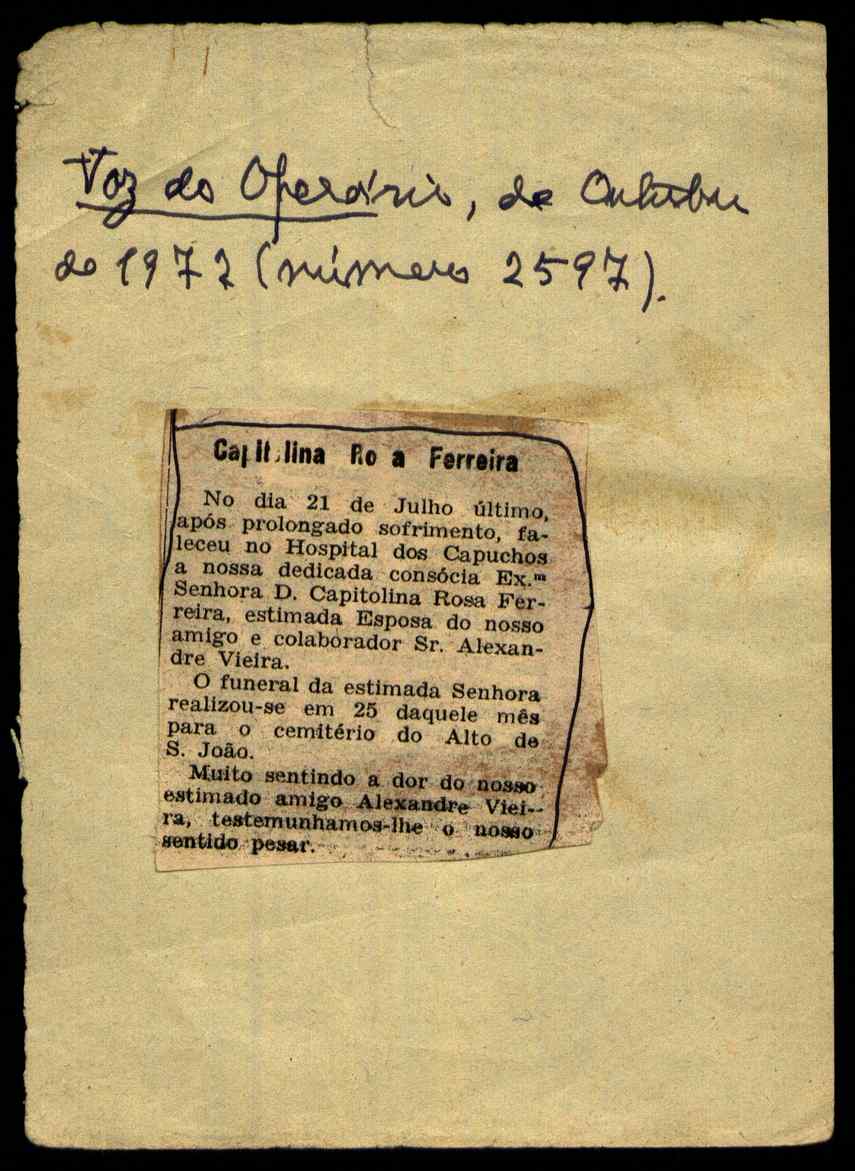 Voz do Operário, de Outubro
de 1972 (número 2597).
Capitolina Rosa Ferreira
No dia 21 de Julho último,
após prolongado sofrimento, fa-
leceu no Hospital dos Capuchos
a nossa dedicada consócia Ex.ᵐᵃ
Senhora D. Capitolina Rosa Fer-
reira, estimada Esposa do nosso
amigo e colaborador Sr. Alexan-
dre Vieira.
O funeral da estimada Senhora
realizou-se em 25 daquele mês
para o cemitério do Alto de
S. João.
Muito sentindo a dor do nosso
estimado amigo Alexandre Viei-
ra, testemunhamos-lhe o nosso
sentido pesar.